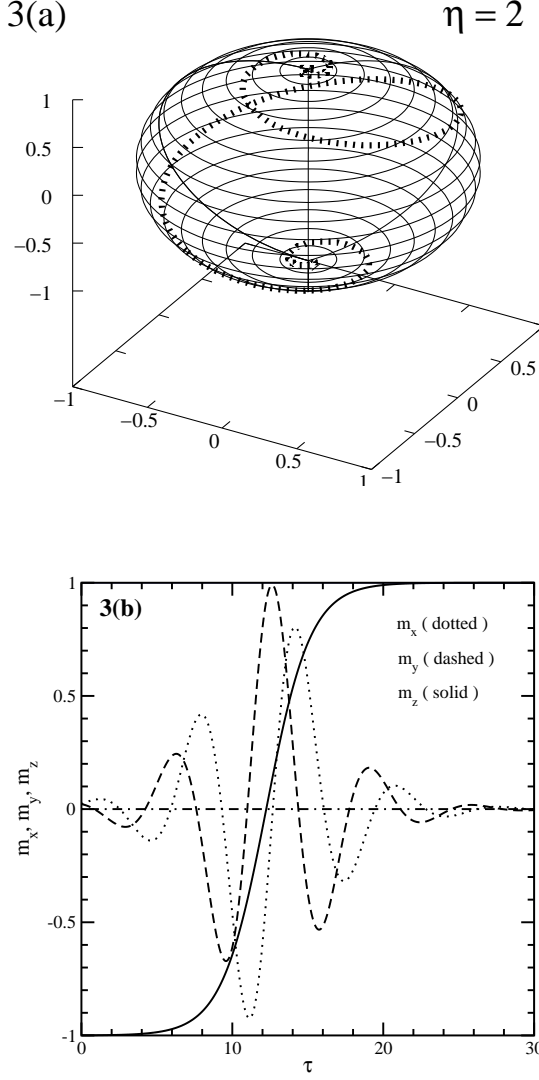 3(a)
η = 2
1
0.5
0
−0.5
−1
−1
−0.5
0
0.5
1
−1
−0.5
0
0.5
3(b)
m_x ( dotted )
m_y ( dashed )
m_z ( solid )
1
0.5
0
-0.5
-1
m_x, m_y, m_z
0
10
20
30
τ